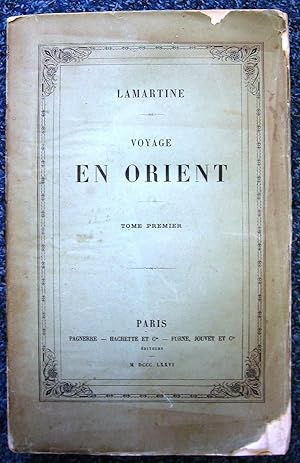 LAMARTINE
VOYAGE
EN ORIENT
TOME PREMIER
PARIS
PAGNERRE — HACHETTE ET Cie — FURNE, JOUVET ET Cie
ÉDITEURS
M DCCC LXXVI